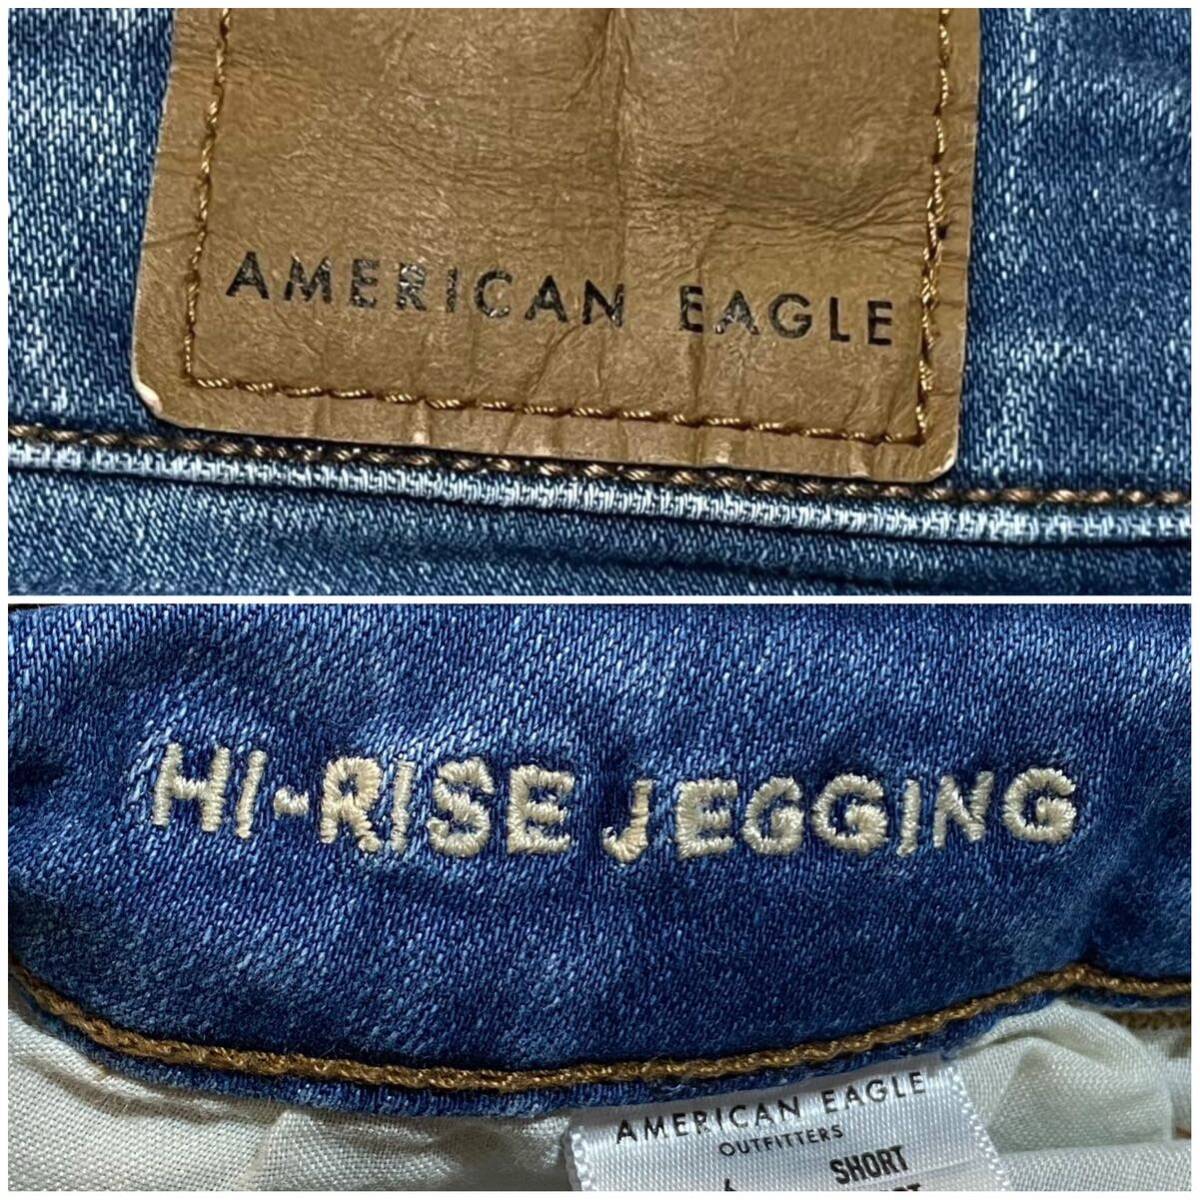 AMERICAN EAGLE
HI-RISE JEGGING
AMERICAN EAGLE
OUTFITTERS
SHORT